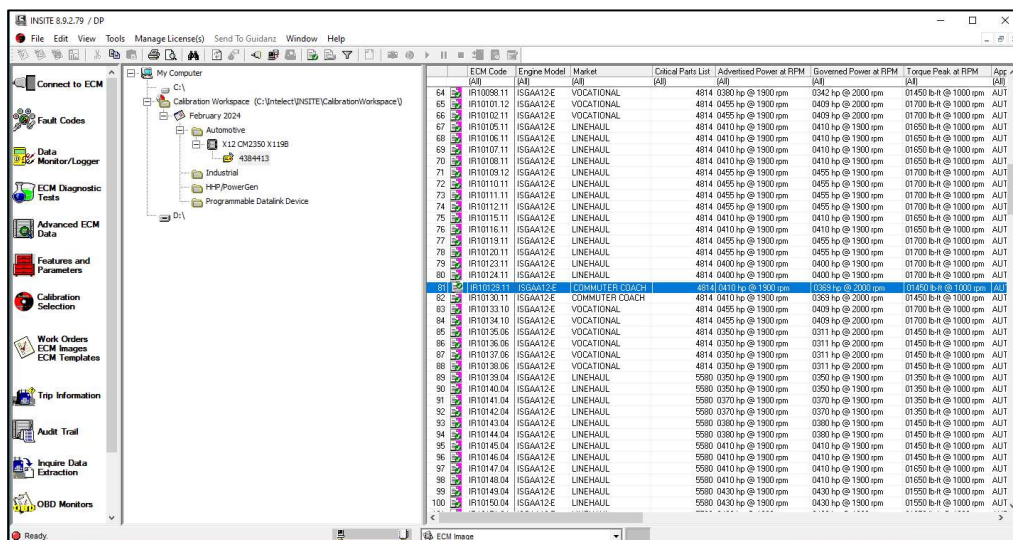 INSITE 8.9.2.79 / DP
File Edit View Tools Manage License(s) Send To Guidanz Window Help
Connect to ECM
Fault Codes
Data Monitor/Logger
ECM Diagnostic Tests
Advanced ECM Data
Features and Parameters
Calibration Selection
Work Orders ECM Images ECM Templates
Trip Information
Audit Trail
Inquire Data Extraction
OBD Monitors
My Computer
C:\
Calibration Workspace (C:\Intelect\INSITE\CalibrationWorkspace\)
February 2024
Automotive
X12 CM2350 X119B
4384413
Industrial
HHP/PowerGen
Programmable Datalink Device
D:\
ECM Code Engine Model Market Critical Parts List Advertised Power at RPM Governed Power at RPM Torque Peak at RPM App
(All) (All) (All) (All) (All) (All) (All) (All)
64 IR10098.11 ISGAA12-E VOCATIONAL 4814 0380 hp @ 1900 rpm 0342 hp @ 2000 rpm 01450 lb-ft @ 1000 rpm AUT
65 IR10101.12 ISGAA12-E VOCATIONAL 4814 0455 hp @ 1900 rpm 0409 hp @ 2000 rpm 01700 lb-ft @ 1000 rpm AUT
66 IR10102.11 ISGAA12-E VOCATIONAL 4814 0455 hp @ 1900 rpm 0409 hp @ 2000 rpm 01700 lb-ft @ 1000 rpm AUT
67 IR10105.11 ISGAA12-E LINEHAUL 4814 0410 hp @ 1900 rpm 0410 hp @ 1900 rpm 01650 lb-ft @ 1000 rpm AUT
68 IR10106.11 ISGAA12-E LINEHAUL 4814 0410 hp @ 1900 rpm 0410 hp @ 1900 rpm 01650 lb-ft @ 1000 rpm AUT
69 IR10107.11 ISGAA12-E LINEHAUL 4814 0410 hp @ 1900 rpm 0410 hp @ 1900 rpm 01650 lb-ft @ 1000 rpm AUT
70 IR10108.11 ISGAA12-E LINEHAUL 4814 0410 hp @ 1900 rpm 0410 hp @ 1900 rpm 01650 lb-ft @ 1000 rpm AUT
71 IR10109.12 ISGAA12-E LINEHAUL 4814 0455 hp @ 1900 rpm 0455 hp @ 1900 rpm 01700 lb-ft @ 1000 rpm AUT
72 IR10110.11 ISGAA12-E LINEHAUL 4814 0455 hp @ 1900 rpm 0455 hp @ 1900 rpm 01700 lb-ft @ 1000 rpm AUT
73 IR10111.11 ISGAA12-E LINEHAUL 4814 0455 hp @ 1900 rpm 0455 hp @ 1900 rpm 01700 lb-ft @ 1000 rpm AUT
74 IR10112.11 ISGAA12-E LINEHAUL 4814 0455 hp @ 1900 rpm 0455 hp @ 1900 rpm 01700 lb-ft @ 1000 rpm AUT
75 IR10115.11 ISGAA12-E LINEHAUL 4814 0410 hp @ 1900 rpm 0410 hp @ 1900 rpm 01650 lb-ft @ 1000 rpm AUT
76 IR10116.11 ISGAA12-E LINEHAUL 4814 0410 hp @ 1900 rpm 0410 hp @ 1900 rpm 01650 lb-ft @ 1000 rpm AUT
77 IR10119.11 ISGAA12-E LINEHAUL 4814 0455 hp @ 1900 rpm 0455 hp @ 1900 rpm 01700 lb-ft @ 1000 rpm AUT
78 IR10120.11 ISGAA12-E LINEHAUL 4814 0455 hp @ 1900 rpm 0455 hp @ 1900 rpm 01700 lb-ft @ 1000 rpm AUT
79 IR10123.11 ISGAA12-E LINEHAUL 4814 0400 hp @ 1900 rpm 0400 hp @ 1900 rpm 01700 lb-ft @ 1000 rpm AUT
80 IR10124.11 ISGAA12-E LINEHAUL 4814 0400 hp @ 1900 rpm 0400 hp @ 1900 rpm 01700 lb-ft @ 1000 rpm AUT
81 IR10129.11 ISGAA12-E COMMUTER COACH 4814 0410 hp @ 1900 rpm 0369 hp @ 2000 rpm 01450 lb-ft @ 1000 rpm AUT
82 IR10130.11 ISGAA12-E COMMUTER COACH 4814 0410 hp @ 1900 rpm 0369 hp @ 2000 rpm 01450 lb-ft @ 1000 rpm AUT
83 IR10133.10 ISGAA12-E VOCATIONAL 4814 0455 hp @ 1900 rpm 0409 hp @ 2000 rpm 01700 lb-ft @ 1000 rpm AUT
84 IR10134.10 ISGAA12-E VOCATIONAL 4814 0455 hp @ 1900 rpm 0409 hp @ 2000 rpm 01700 lb-ft @ 1000 rpm AUT
85 IR10135.06 ISGAA12-E VOCATIONAL 4814 0350 hp @ 1900 rpm 0311 hp @ 2000 rpm 01450 lb-ft @ 1000 rpm AUT
86 IR10136.06 ISGAA12-E VOCATIONAL 4814 0350 hp @ 1900 rpm 0311 hp @ 2000 rpm 01450 lb-ft @ 1000 rpm AUT
87 IR10137.06 ISGAA12-E VOCATIONAL 4814 0350 hp @ 1900 rpm 0311 hp @ 2000 rpm 01450 lb-ft @ 1000 rpm AUT
88 IR10138.06 ISGAA12-E VOCATIONAL 4814 0350 hp @ 1900 rpm 0311 hp @ 2000 rpm 01450 lb-ft @ 1000 rpm AUT
89 IR10139.04 ISGAA12-E LINEHAUL 5580 0350 hp @ 1900 rpm 0350 hp @ 1900 rpm 01350 lb-ft @ 1000 rpm AUT
90 IR10140.04 ISGAA12-E LINEHAUL 5580 0350 hp @ 1900 rpm 0350 hp @ 1900 rpm 01350 lb-ft @ 1000 rpm AUT
91 IR10141.04 ISGAA12-E LINEHAUL 5580 0370 hp @ 1900 rpm 0370 hp @ 1900 rpm 01350 lb-ft @ 1000 rpm AUT
92 IR10142.04 ISGAA12-E LINEHAUL 5580 0370 hp @ 1900 rpm 0370 hp @ 1900 rpm 01350 lb-ft @ 1000 rpm AUT
93 IR10143.04 ISGAA12-E LINEHAUL 5580 0380 hp @ 1900 rpm 0380 hp @ 1900 rpm 01450 lb-ft @ 1000 rpm AUT
94 IR10144.04 ISGAA12-E LINEHAUL 5580 0380 hp @ 1900 rpm 0380 hp @ 1900 rpm 01450 lb-ft @ 1000 rpm AUT
95 IR10145.04 ISGAA12-E LINEHAUL 5580 0410 hp @ 1900 rpm 0410 hp @ 1900 rpm 01450 lb-ft @ 1000 rpm AUT
96 IR10146.04 ISGAA12-E LINEHAUL 5580 0410 hp @ 1900 rpm 0410 hp @ 1900 rpm 01450 lb-ft @ 1000 rpm AUT
97 IR10147.04 ISGAA12-E LINEHAUL 5580 0410 hp @ 1900 rpm 0410 hp @ 1900 rpm 01650 lb-ft @ 1000 rpm AUT
98 IR10148.04 ISGAA12-E LINEHAUL 5580 0410 hp @ 1900 rpm 0410 hp @ 1900 rpm 01650 lb-ft @ 1000 rpm AUT
99 IR10149.04 ISGAA12-E LINEHAUL 5580 0430 hp @ 1900 rpm 0430 hp @ 1900 rpm 01550 lb-ft @ 1000 rpm AUT
100 IR10150.04 ISGAA12-E LINEHAUL 5580 0430 hp @ 1900 rpm 0430 hp @ 1900 rpm 01550 lb-ft @ 1000 rpm AUT
Ready.
ECM Image